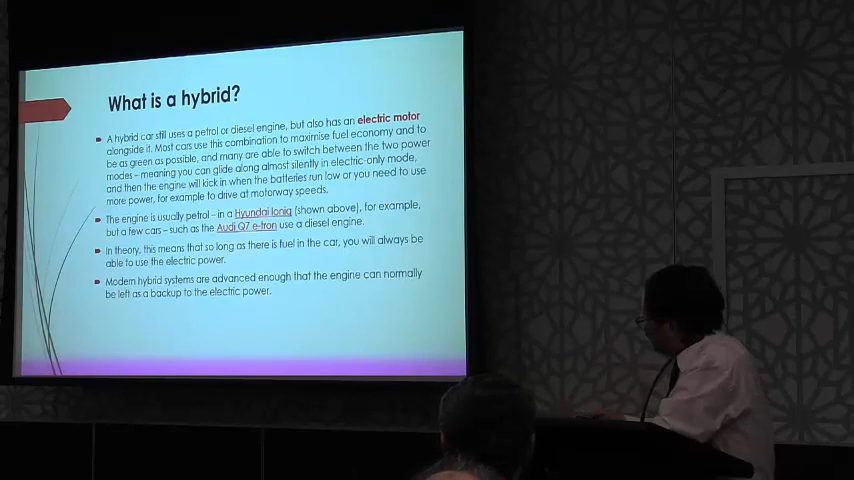 What is a hybrid?
A hybrid car still uses a petrol or diesel engine, but also has an electric motor
alongside it. Most cars use this combination to maximise fuel economy and to
be as green as possible, and many are able to switch between the two power
modes – meaning you can glide along almost silently in electric-only mode,
and then the engine will kick in when the batteries run low or you need to use
more power, for example to drive at motorway speeds.
The engine is usually petrol – in a Hyundai Ioniq (shown above), for example,
but a few cars – such as the Audi Q7 e-tron use a diesel engine.
In theory, this means that so long as there is fuel in the car, you will always be
able to use the electric power.
Modern hybrid systems are advanced enough that the engine can normally
be left as a backup to the electric power.